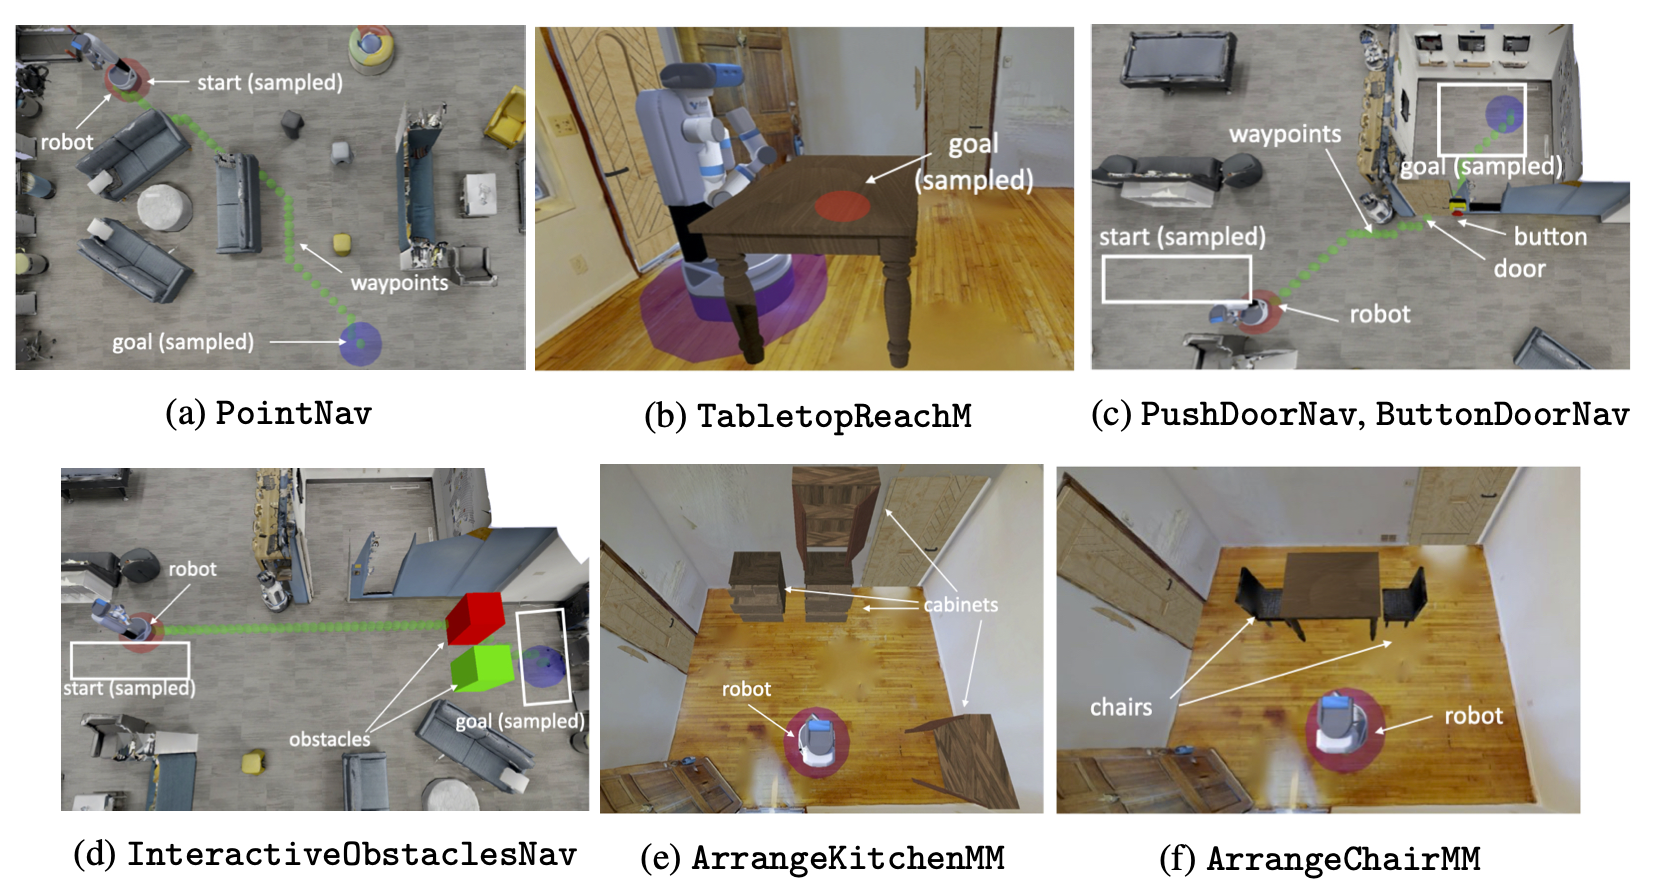 start (sampled)
robot
waypoints
goal (sampled)
(a) PointNav
goal
(sampled)
(b) TabletopReachM
waypoints
goal (sampled)
start (sampled)
button
door
robot
(c) PushDoorNav, ButtonDoorNav
robot
start (sampled)
goal (sampled)
obstacles
(d) InteractiveObstaclesNav
cabinets
robot
(e) ArrangeKitchenMM
chairs
robot
(f) ArrangeChairMM